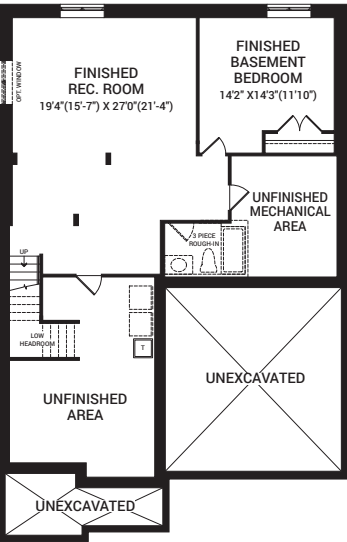 FINISHED
REC. ROOM
19'4"(15'-7") X 27'0"(21'-4")
OPT. WINDOW
FINISHED
BASEMENT
BEDROOM
14'2" X14'3"(11'10")
UNFINISHED
MECHANICAL
AREA
3 PIECE
ROUGH-IN
UP
LOW
HEADROOM
T
UNFINISHED
AREA
UNEXCAVATED
UNEXCAVATED